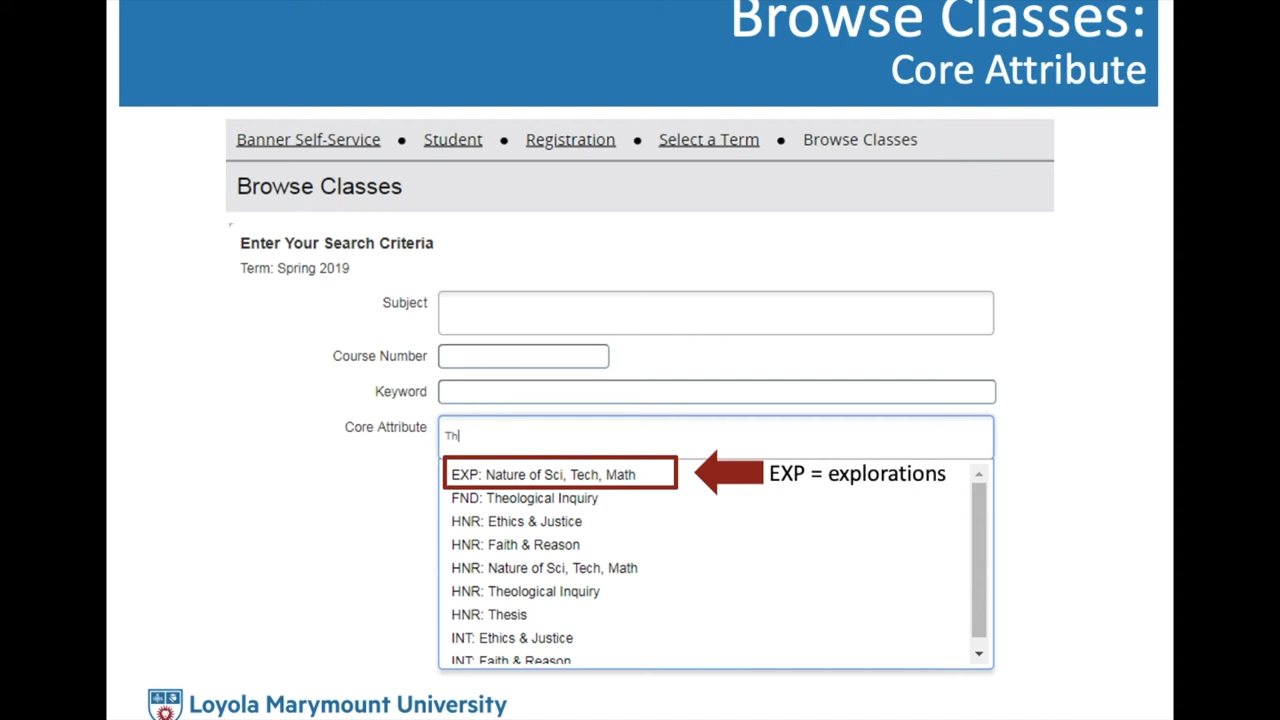 Browse Classes:
Core Attribute
Banner Self-Service • Student • Registration • Select a Term • Browse Classes
Browse Classes
Enter Your Search Criteria
Term: Spring 2019
Subject
Course Number
Keyword
Core Attribute
Th
EXP: Nature of Sci, Tech, Math
EXP = explorations
FND: Theological Inquiry
HNR: Ethics & Justice
HNR: Faith & Reason
HNR: Nature of Sci, Tech, Math
HNR: Theological Inquiry
HNR: Thesis
INT: Ethics & Justice
INT: Faith & Reason
Loyola Marymount University